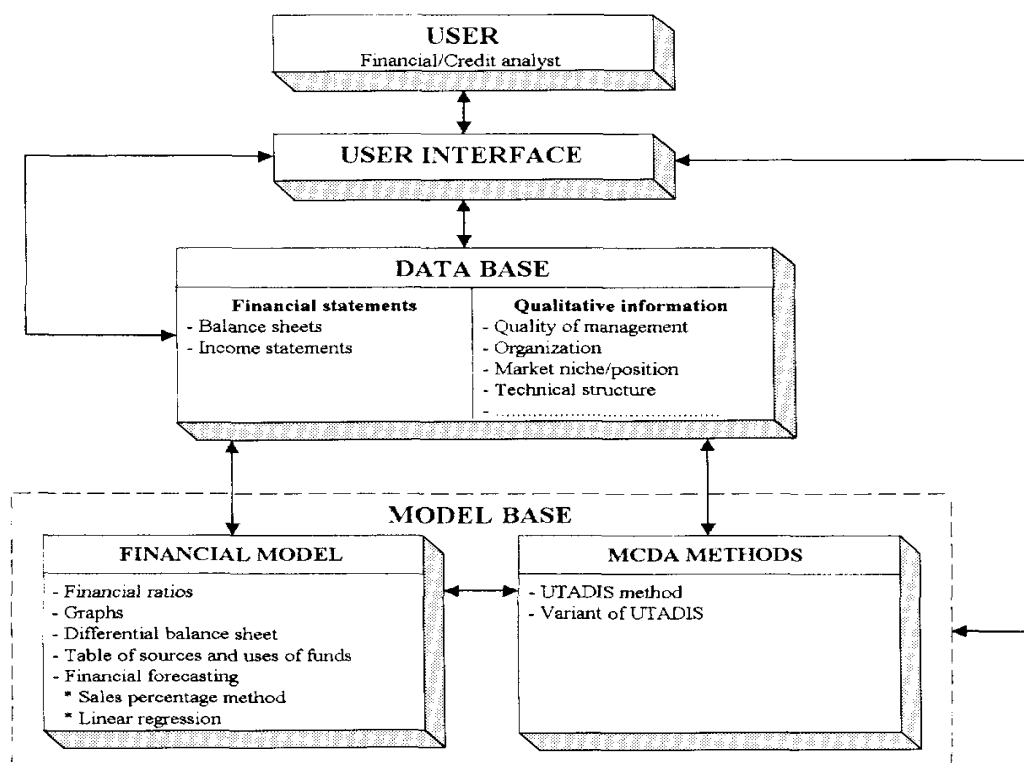 USER
Financial/Credit analyst
USER INTERFACE
DATA BASE
Financial statements
- Balance sheets
- Income statements
Qualitative information
- Quality of management
- Organization
- Market niche/position
- Technical structure
- ......................................
MODEL BASE
FINANCIAL MODEL
- Financial ratios
- Graphs
- Differential balance sheet
- Table of sources and uses of funds
- Financial forecasting
* Sales percentage method
* Linear regression
MCDA METHODS
- UTADIS method
- Variant of UTADIS